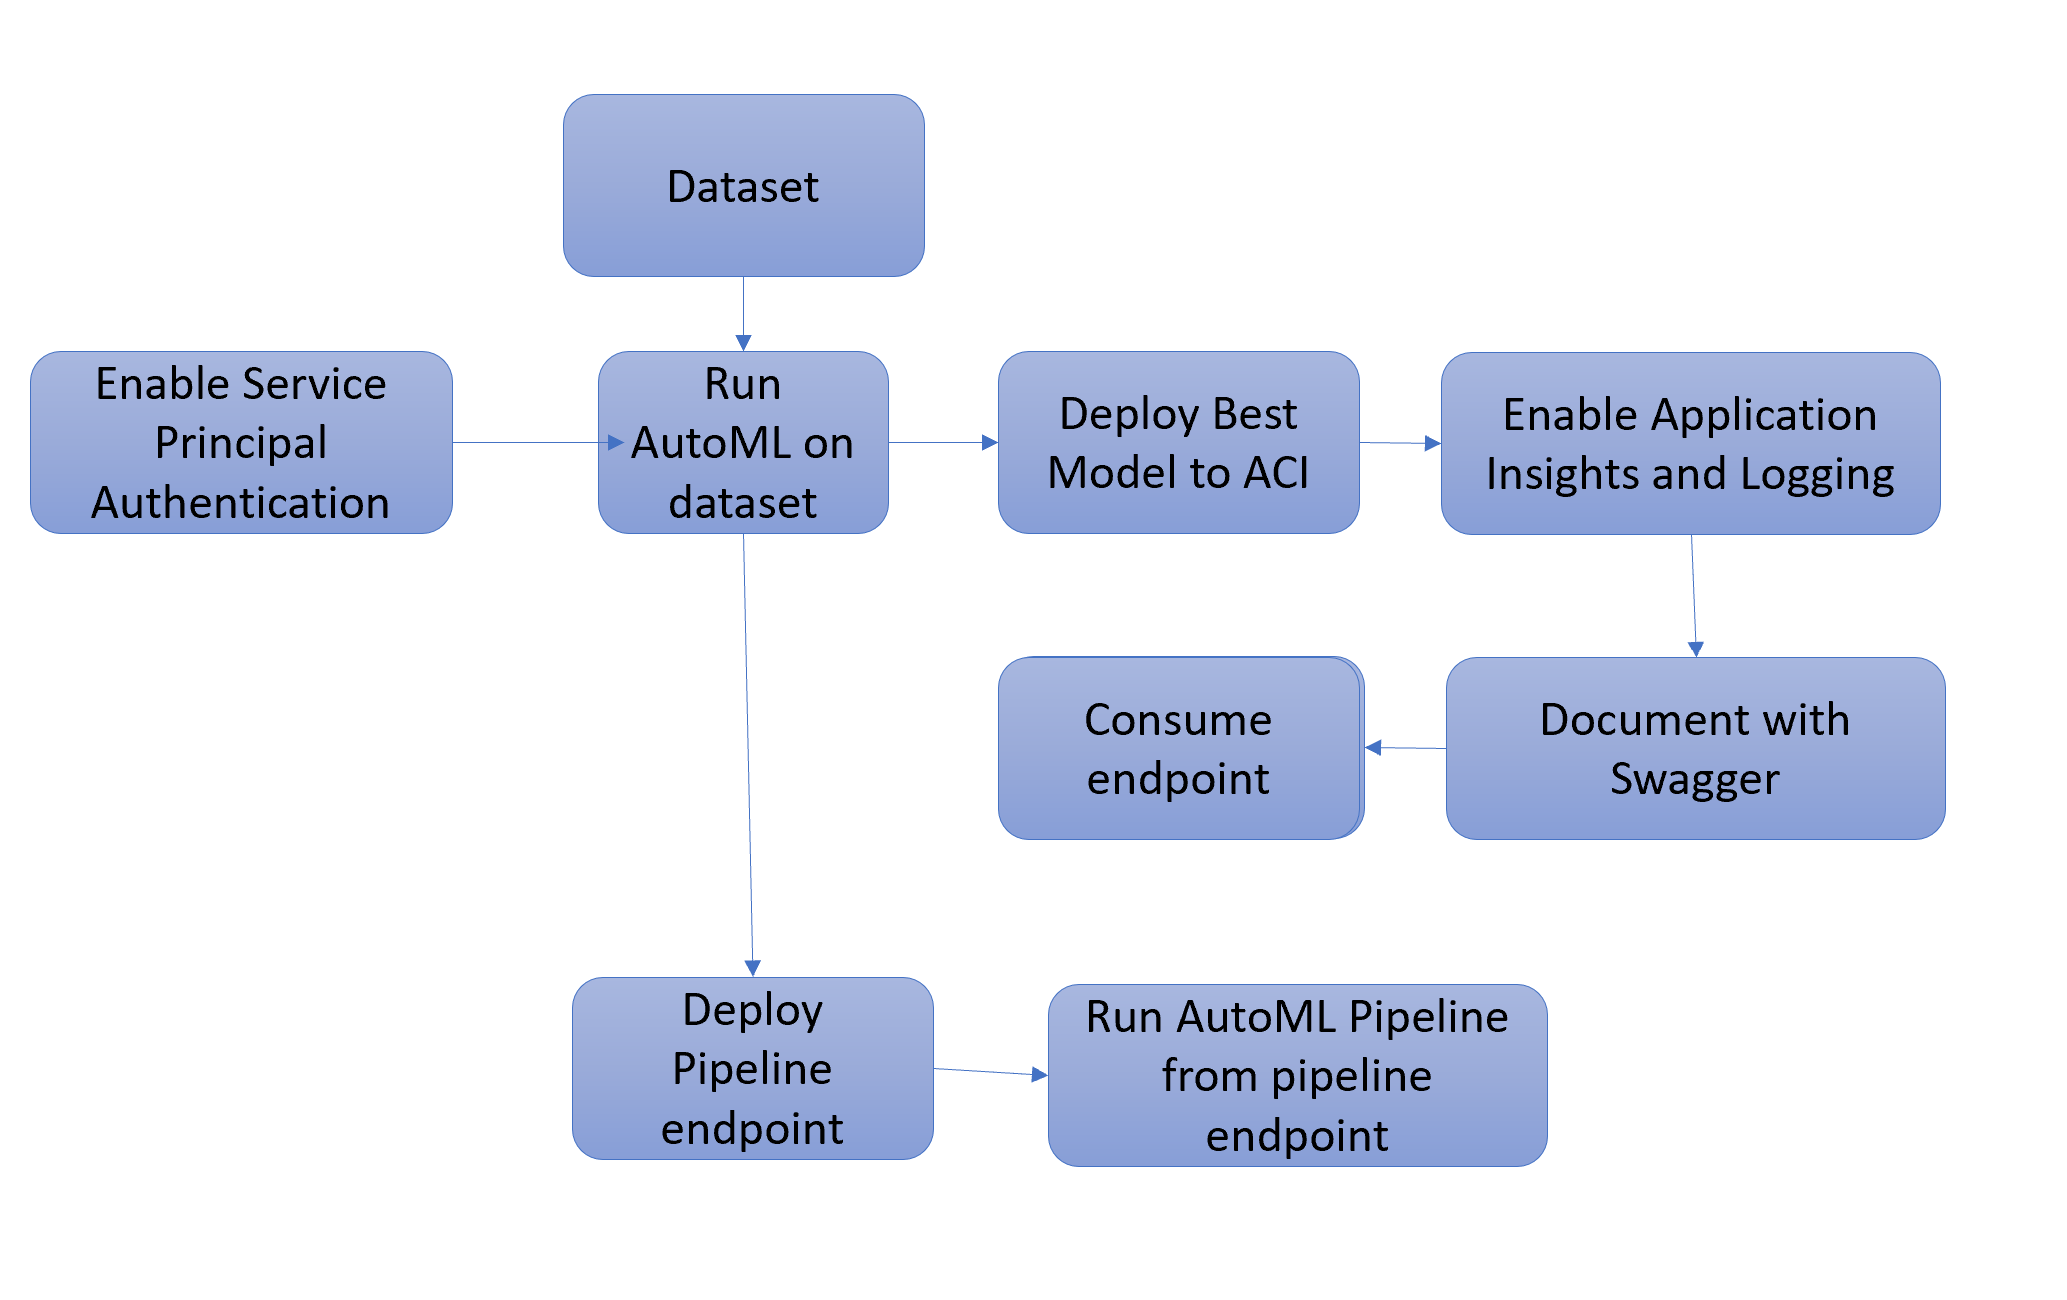 Dataset
Enable Service
Principal
Authentication
Run
AutoML on
dataset
Deploy Best
Model to ACI
Enable Application
Insights and Logging
Consume
endpoint
Document with
Swagger
Deploy
Pipeline
endpoint
Run AutoML Pipeline
from pipeline
endpoint